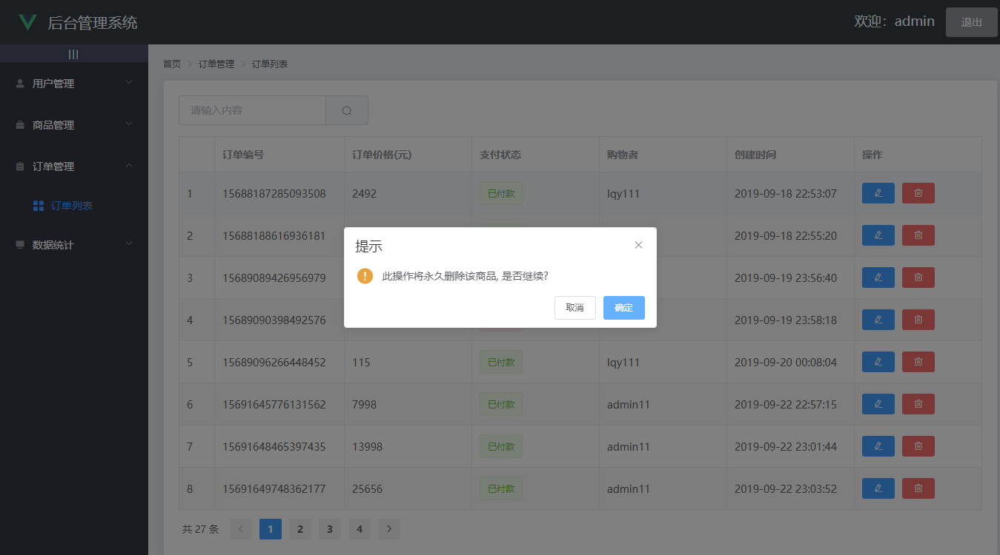 后台管理系统
欢迎：admin
退出
|||
首页 > 订单管理 > 订单列表
用户管理
商品管理
订单管理
订单列表
数据统计
请输入内容
订单编号 订单价格(元) 支付状态 购物者 创建时间 操作
1 15688187285093508 2492 已付款 lqy111 2019-09-18 22:53:07
2 15688188616936181 2019-09-18 22:55:20
3 15689089426956979 2019-09-19 23:56:40
4 15689090398492576 2019-09-19 23:58:18
5 15689096266448452 115 已付款 lqy111 2019-09-20 00:08:04
6 15691645776131562 7998 已付款 admin11 2019-09-22 22:57:15
7 15691648465397435 13998 已付款 admin11 2019-09-22 23:01:44
8 15691649748362177 25656 已付款 admin11 2019-09-22 23:03:52
提示
此操作将永久删除该商品, 是否继续?
取消 确定
共 27 条 < 1 2 3 4 >